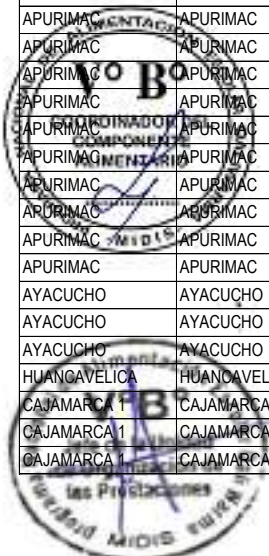 APURIMAC APURIMAC
APURIMAC APURIMAC
APURIMAC APURIMAC
APURIMAC APURIMAC
APURIMAC APURIMAC
APURIMAC APURIMAC
APURIMAC APURIMAC
APURIMAC APURIMAC
APURIMAC APURIMAC
APURIMAC APURIMAC
AYACUCHO AYACUCHO
AYACUCHO AYACUCHO
AYACUCHO AYACUCHO
HUANCAVELICA HUANCAVEL
CAJAMARCA 1 CAJAMARCA
CAJAMARCA 1 CAJAMARCA
CAJAMARCA 1 CAJAMARCA
V° B°
COORDINADOR DEL
COMPONENTE
ALIMENTARIO
MIDIS
B°
las Prestaciones
MIDIS